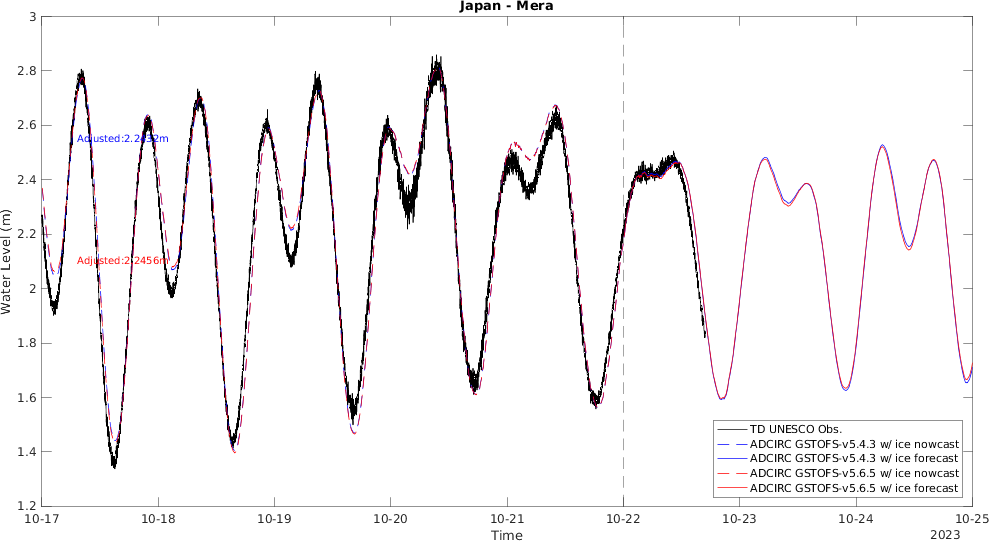 Japan - Mera
3
2.8
2.6
2.4
2.2
2
1.8
1.6
1.4
1.2
Water Level (m)
Adjusted:2.2432m
Adjusted:2.2456m
TD UNESCO Obs.
ADCIRC GSTOFS-v5.4.3 w/ ice nowcast
ADCIRC GSTOFS-v5.4.3 w/ ice forecast
ADCIRC GSTOFS-v5.6.5 w/ ice nowcast
ADCIRC GSTOFS-v5.6.5 w/ ice forecast
10-17 10-18 10-19 10-20 10-21 10-22 10-23 10-24 10-25
Time
2023